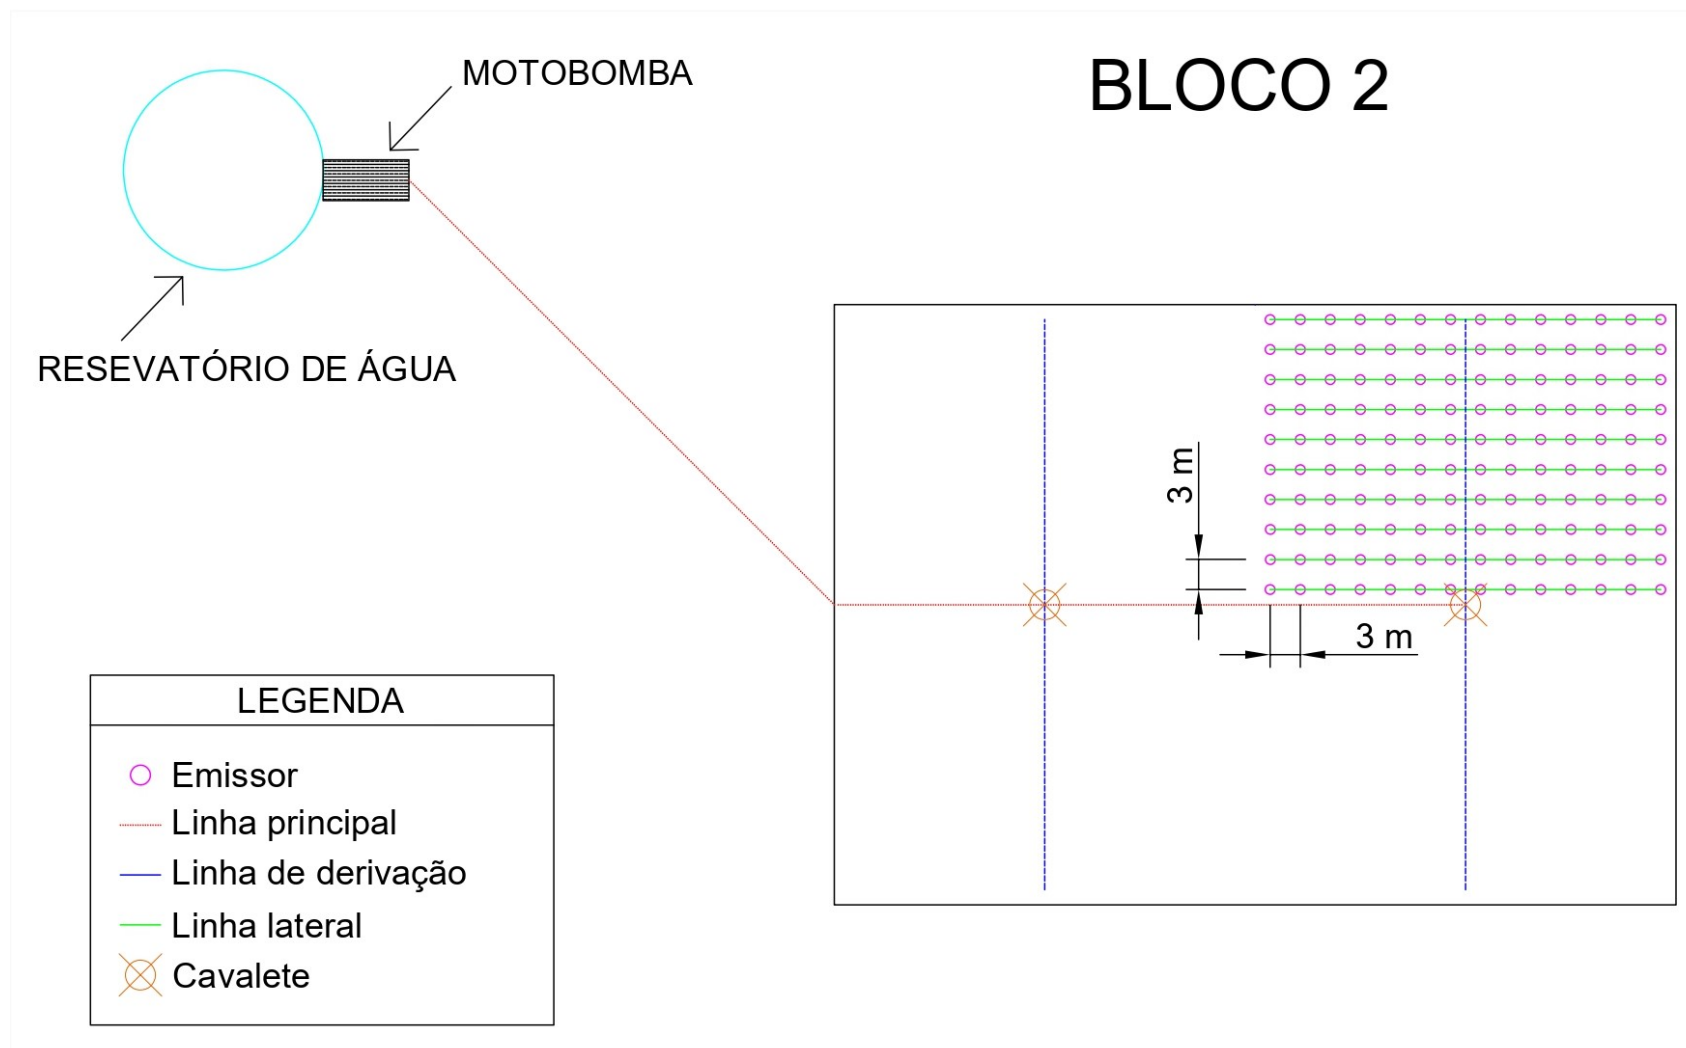 MOTOBOMBA
BLOCO 2
RESEVATÓRIO DE ÁGUA
3 m
3 m
LEGENDA
Emissor
Linha principal
Linha de derivação
Linha lateral
Cavalete